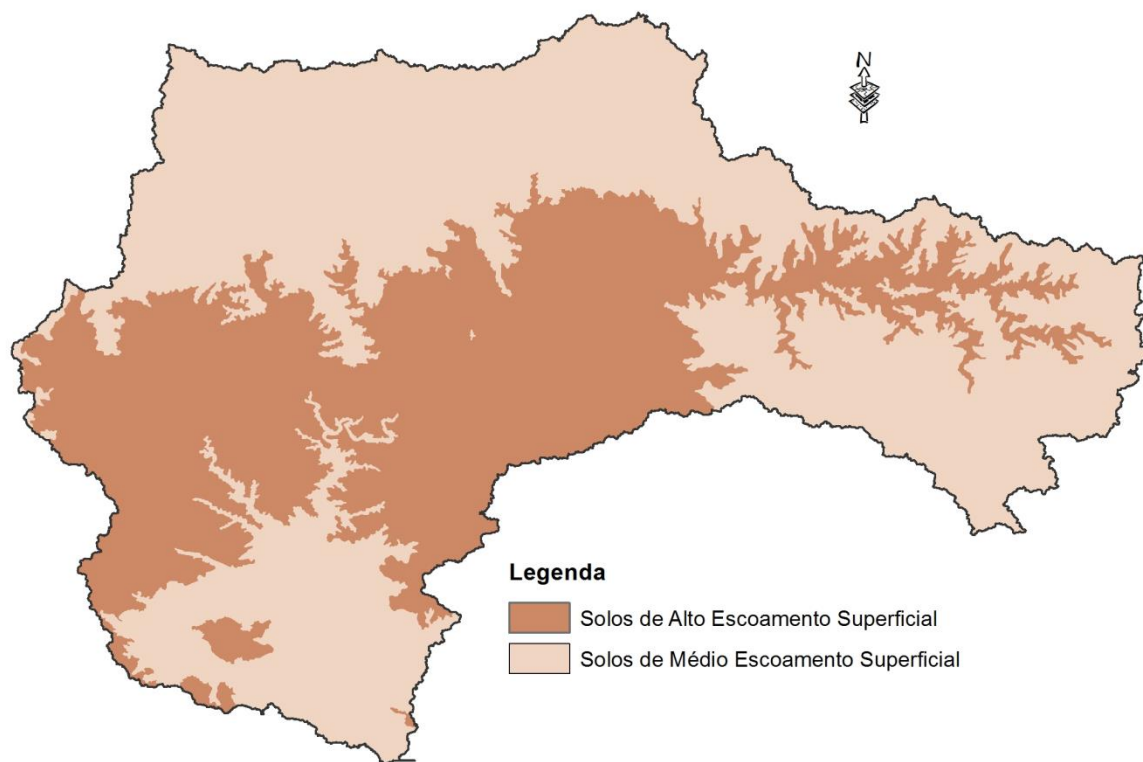 N
Legenda
Solos de Alto Escoamento Superficial
Solos de Médio Escoamento Superficial